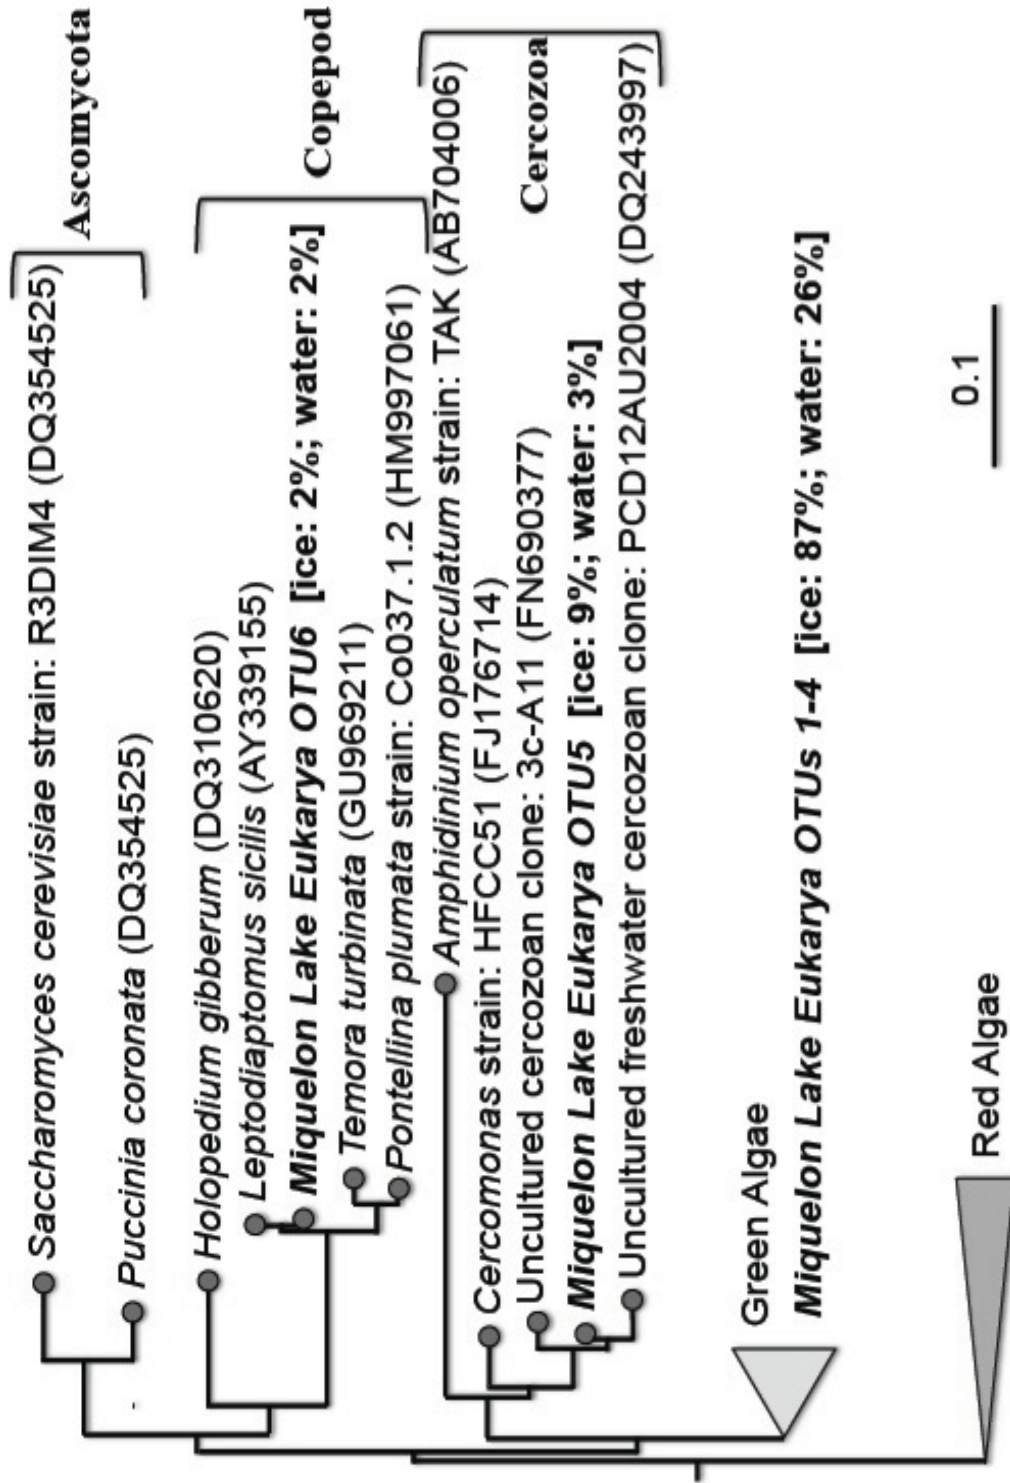 Saccharomyces cerevisiae strain: R3DIM4 (DQ354525)
Ascomycota
Puccinia coronata (DQ354525)
Holopedium gibberum (DQ310620)
Leptodiaptomus sicilis (AY339155)
Miquelon Lake Eukarya OTU6 [ice: 2%; water: 2%]
Copepod
Temora turbinata (GU969211)
Pontellina plumata strain: Co037.1.2 (HM997061)
Amphidinium operculatum strain: TAK (AB704006)
Cercomonas strain: HFCC51 (FJ176714)
Uncultured cercozoan clone: 3c-A11 (FN690377)
Cercozoa
Miquelon Lake Eukarya OTU5 [ice: 9%; water: 3%]
Uncultured freshwater cercozoan clone: PCD12AU2004 (DQ243997)
Green Algae
Miquelon Lake Eukarya OTUs 1-4 [ice: 87%; water: 26%]
Red Algae
0.1